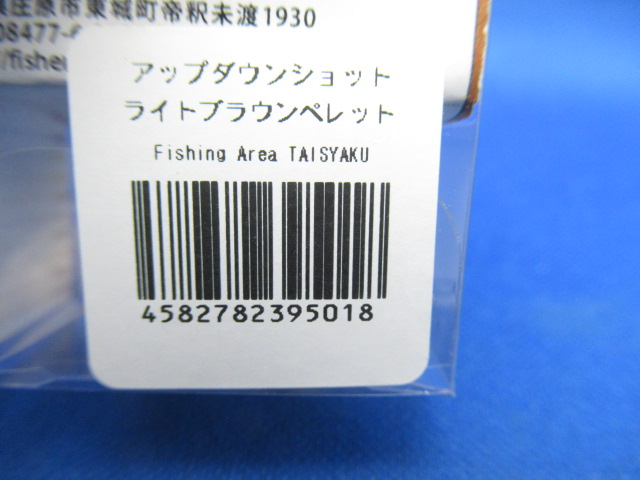 庄原市東城町帝釈未渡1930
08477-6
/fisher
アップダウンショット
ライトブラウンペレット
Fishing Area TAISYAKU
4582782395018